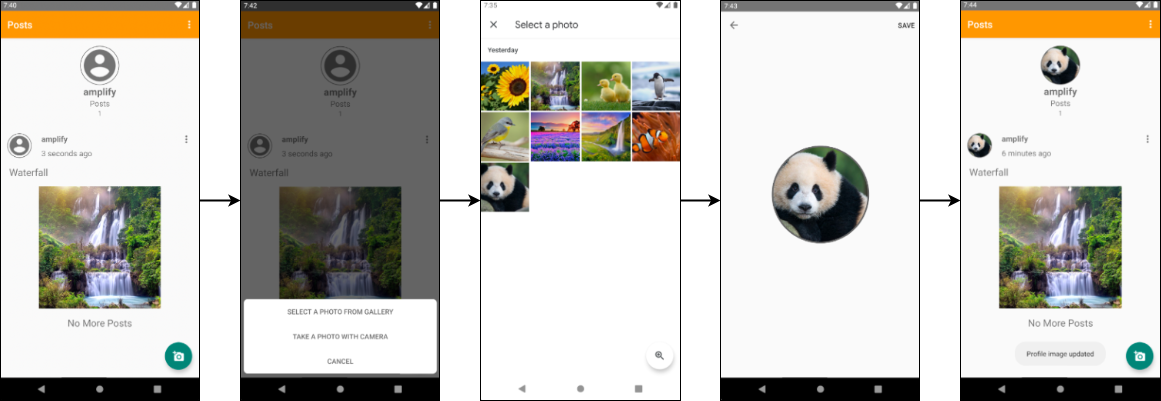 7:40
Posts
amplify
Posts
1
amplify
3 seconds ago
Waterfall
No More Posts
7:42
Posts
amplify
Posts
1
amplify
3 seconds ago
Waterfall
SELECT A PHOTO FROM GALLERY
TAKE A PHOTO WITH CAMERA
CANCEL
7:35
Select a photo
Yesterday
7:43
SAVE
7:44
Posts
amplify
Posts
1
amplify
6 minutes ago
Waterfall
No More Posts
Profile image updated